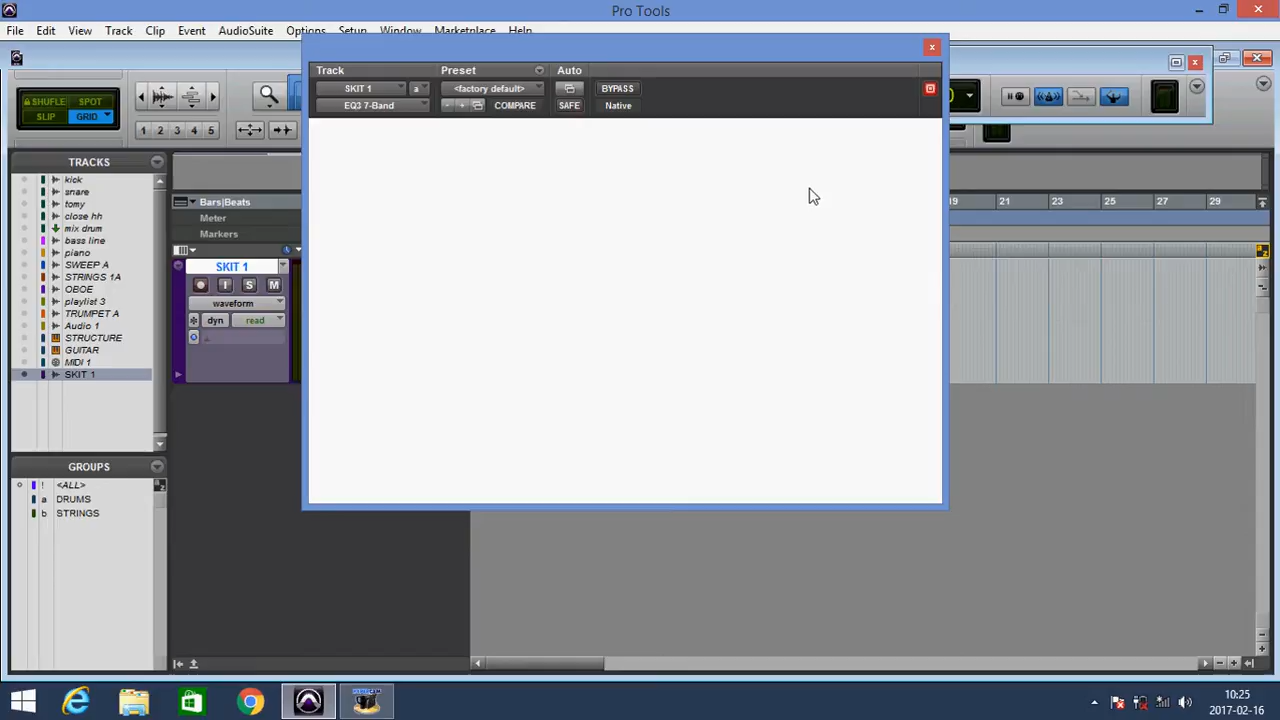 Pro Tools
File Edit View Track Clip Event AudioSuite Options Setup Window Marketplace Help
Track Preset Auto
SKIT 1 a <factory default> BYPASS
EQ3 7-Band - + COMPARE SAFE Native
SHUFLE SPOT
SLIP GRID
1 2 3 4 5
TRACKS
kick
snare
tomy
close hh
mix drum
bass line
piano
SWEEP A
STRINGS 1A
OBOE
playlist 3
TRUMPET A
Audio 1
STRUCTURE
GUITAR
MIDI 1
SKIT 1
GROUPS
! <ALL>
a DRUMS
b STRINGS
Bars|Beats
Meter
Markers
19 21 23 25 27 29
SKIT 1
I S M
waveform
dyn read
10:25
2017-02-16